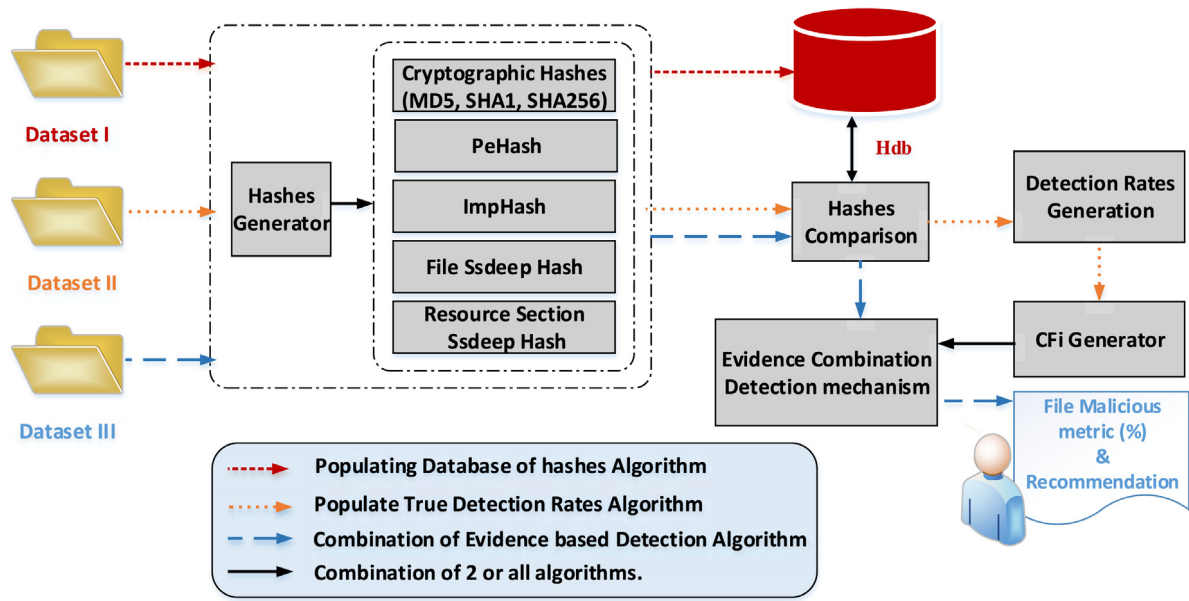 Dataset I
Dataset II
Dataset III
Hashes
Generator
Cryptographic Hashes
(MD5, SHA1, SHA256)
PeHash
ImpHash
File Ssdeep Hash
Resource Section
Ssdeep Hash
Hdb
Hashes
Comparison
Detection Rates
Generation
CFi Generator
Evidence Combination
Detection mechanism
File Malicious
metric (%)
&
Recommendation
Populating Database of hashes Algorithm
Populate True Detection Rates Algorithm
Combination of Evidence based Detection Algorithm
Combination of 2 or all algorithms.